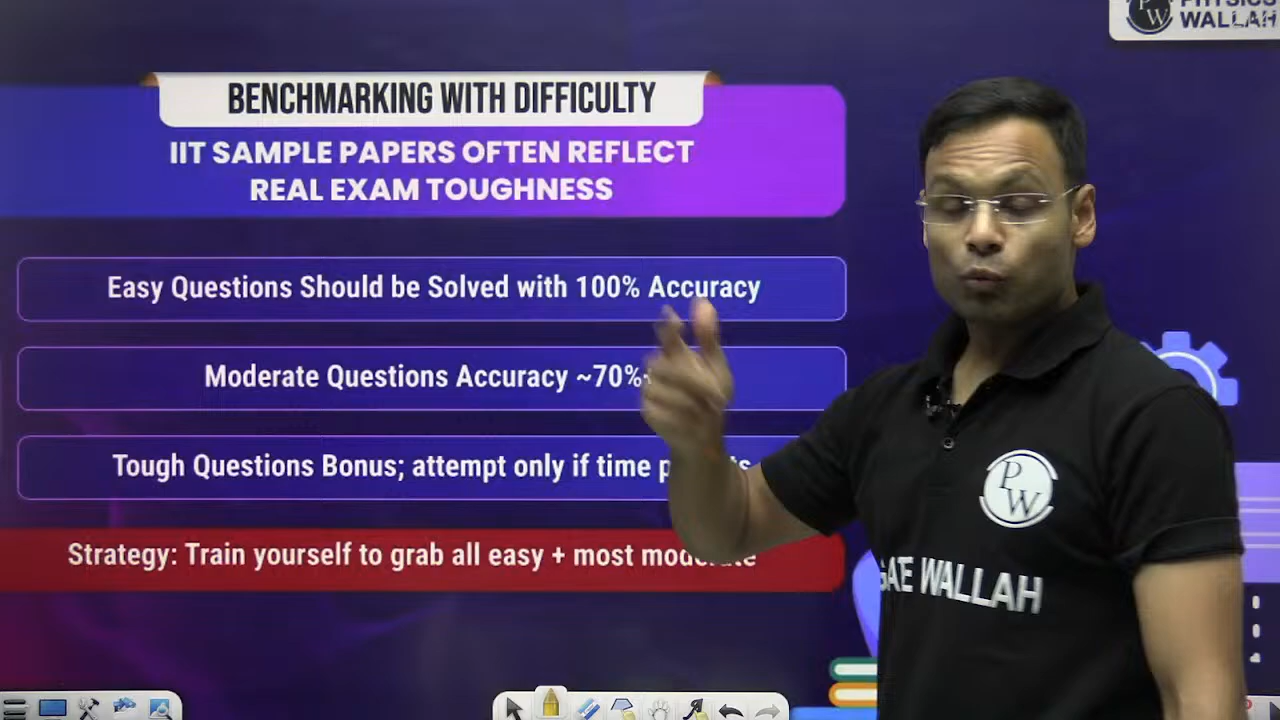 PHYSICS
WALLAH
PW
BENCHMARKING WITH DIFFICULTY
IIT SAMPLE PAPERS OFTEN REFLECT
REAL EXAM TOUGHNESS
Easy Questions Should be Solved with 100% Accuracy
Moderate Questions Accuracy ~70%+
Tough Questions Bonus; attempt only if time
Strategy: Train yourself to grab all easy + most moderate
PW
GATE WALLAH